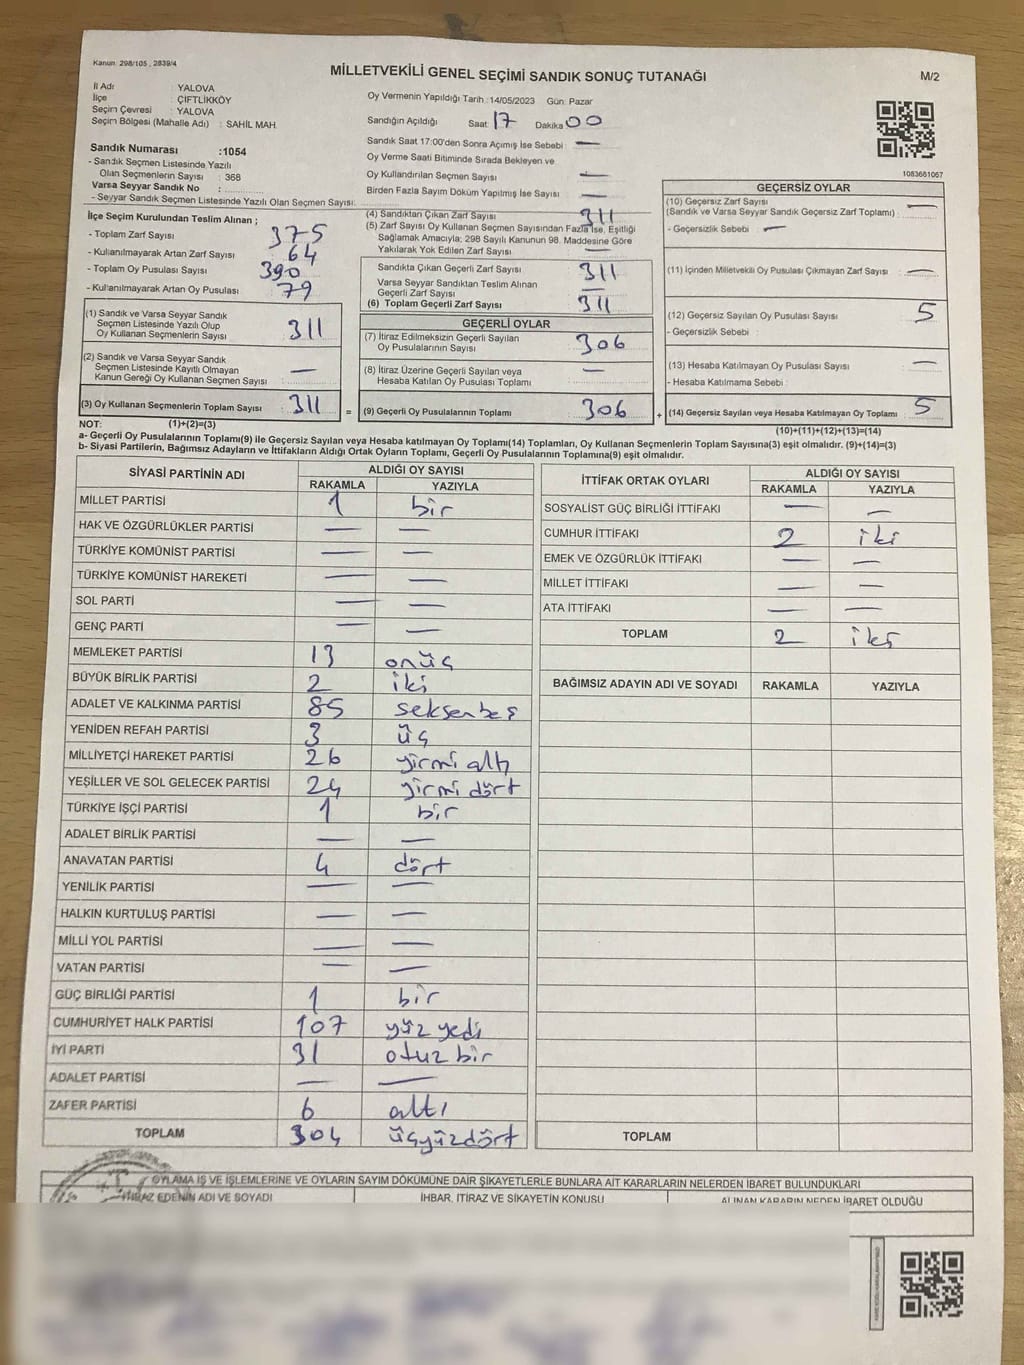 Kanun: 298/105 , 2839/4
MİLLETVEKİLİ GENEL SEÇİMİ SANDIK SONUÇ TUTANAĞI
M/2
İl Adı : YALOVA
İlçe : ÇİFTLİKKÖY
Seçim Çevresi : YALOVA
Seçim Bölgesi (Mahalle Adı) : SAHİL MAH.
Sandık Numarası :1054
- Sandık Seçmen Listesinde Yazılı
Olan Seçmenlerin Sayısı : 368
Varsa Seyyar Sandık No :
- Seyyar Sandık Seçmen Listesinde Yazılı Olan Seçmen Sayısı:
Oy Vermenin Yapıldığı Tarih :14/05/2023 Gün: Pazar
Sandığın Açıldığı Saat 17 Dakika 00
Sandık Saat 17:00'den Sonra Açımış İse Sebebi —
Oy Verme Saati Bitiminde Sırada Bekleyen ve
Oy Kullandırılan Seçmen Sayısı —
Birden Fazla Sayım Döküm Yapılmış İse Sayısı —
1083681067
İlçe Seçim Kurulundan Teslim Alınan ;
- Toplam Zarf Sayısı 375
- Kullanılmayarak Artan Zarf Sayısı 64
- Toplam Oy Pusulası Sayısı 390
- Kullanılmayarak Artan Oy Pusulası 79
(1) Sandık ve Varsa Seyyar Sandık
Seçmen Listesinde Yazılı Olup
Oy Kullanan Seçmenlerin Sayısı 311
(2) Sandık ve Varsa Seyyar Sandık
Seçmen Listesinde Kayıtlı Olmayan
Kanun Gereği Oy Kullanan Seçmen Sayısı —
(3) Oy Kullanan Seçmenlerin Toplam Sayısı 311
(4) Sandıktan Çıkan Zarf Sayısı 311
(5) Zarf Sayısı Oy Kullanan Seçmen Sayısından Fazla İse, Eşitliği
Sağlamak Amacıyla; 298 Sayılı Kanunun 98. Maddesine Göre
Yakılarak Yok Edilen Zarf Sayısı —
Sandıkta Çıkan Geçerli Zarf Sayısı 311
Varsa Seyyar Sandıktan Teslim Alınan
Geçerli Zarf Sayısı —
(6) Toplam Geçerli Zarf Sayısı 311
GEÇERLİ OYLAR
(7) İtiraz Edilmeksizin Geçerli Sayılan
Oy Pusulalarının Sayısı 306
(8) İtiraz Üzerine Geçerli Sayılan veya
Hesaba Katılan Oy Pusulası Toplamı —
= (9) Geçerli Oy Pusulalarının Toplamı 306
GEÇERSİZ OYLAR
(10) Geçersiz Zarf Sayısı
(Sandık ve Varsa Seyyar Sandık Geçersiz Zarf Toplamı) —
- Geçersizlik Sebebi : —
(11) İçinden Milletvekili Oy Pusulası Çıkmayan Zarf Sayısı —
(12) Geçersiz Sayılan Oy Pusulası Sayısı 5
- Geçersizlik Sebebi :
(13) Hesaba Katılmayan Oy Pusulası Sayısı —
- Hesaba Katılmama Sebebi :
+ (14) Geçersiz Sayılan veya Hesaba Katılmayan Oy Toplamı 5
NOT: (1)+(2)=(3)
(10)+(11)+(12)+(13)=(14)
a- Geçerli Oy Pusulalarının Toplamı(9) ile Geçersiz Sayılan veya Hesaba katılmayan Oy Toplamı(14) Toplamları, Oy Kullanan Seçmenlerin Toplam Sayısına(3) eşit olmalıdır. (9)+(14)=(3)
b- Siyasi Partilerin, Bağımsız Adayların ve İttifakların Aldığı Ortak Oyların Toplamı, Geçerli Oy Pusulalarının Toplamına(9) eşit olmalıdır.
SİYASİ PARTİNİN ADI ALDIĞI OY SAYISI
RAKAMLA YAZIYLA
MİLLET PARTİSİ 1 bir
HAK VE ÖZGÜRLÜKLER PARTİSİ — —
TÜRKİYE KOMÜNİST PARTİSİ — —
TÜRKİYE KOMÜNİST HAREKETİ — —
SOL PARTİ — —
GENÇ PARTİ — —
MEMLEKET PARTİSİ 13 onüç
BÜYÜK BİRLİK PARTİSİ 2 iki
ADALET VE KALKINMA PARTİSİ 85 seksenbeş
YENİDEN REFAH PARTİSİ 3 üç
MİLLİYETÇİ HAREKET PARTİSİ 26 yirmi altı
YEŞİLLER VE SOL GELECEK PARTİSİ 24 yirmi dört
TÜRKİYE İŞÇİ PARTİSİ 1 bir
ADALET BİRLİK PARTİSİ — —
ANAVATAN PARTİSİ 4 dört
YENİLİK PARTİSİ — —
HALKIN KURTULUŞ PARTİSİ — —
MİLLİ YOL PARTİSİ — —
VATAN PARTİSİ — —
GÜÇ BİRLİĞİ PARTİSİ 1 bir
CUMHURİYET HALK PARTİSİ 107 yüz yedi
İYİ PARTİ 31 otuz bir
ADALET PARTİSİ — —
ZAFER PARTİSİ 6 altı
TOPLAM 304 üçyüzdört
İTTİFAK ORTAK OYLARI ALDIĞI OY SAYISI
RAKAMLA YAZIYLA
SOSYALİST GÜÇ BİRLİĞİ İTTİFAKI — —
CUMHUR İTTİFAKI 2 iki
EMEK VE ÖZGÜRLÜK İTTİFAKI — —
MİLLET İTTİFAKI — —
ATA İTTİFAKI — —
TOPLAM 2 iki
BAĞIMSIZ ADAYIN ADI VE SOYADI RAKAMLA YAZIYLA
TOPLAM
OYLAMA İŞ VE İŞLEMLERİNE VE OYLARIN SAYIM DÖKÜMÜNE DAİR ŞİKAYETLERLE BUNLARA AİT KARARLARIN NELERDEN İBARET BULUNDUKLARI
İTİRAZ EDENİN ADI VE SOYADI İHBAR, İTİRAZ VE ŞİKAYETİN KONUSU ALINAN KARARIN NEDEN İBARET OLDUĞU